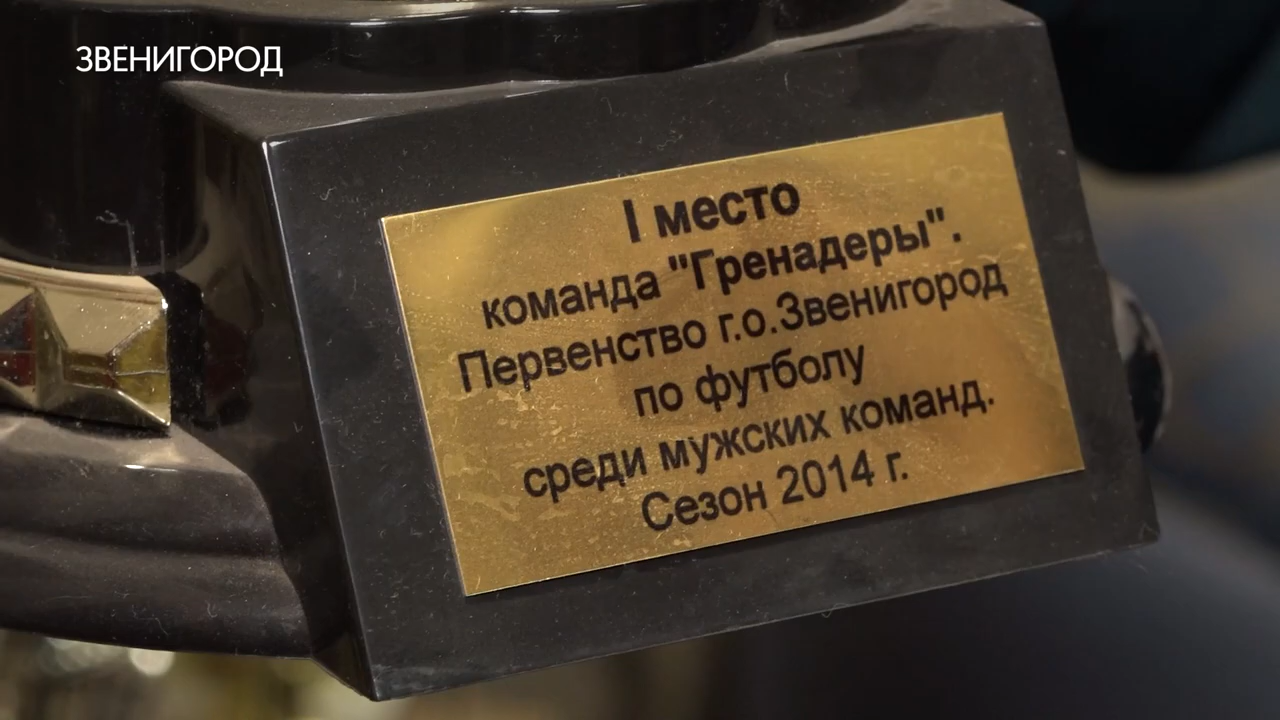 ЗВЕНИГОРОД
I место
команда "Гренадеры".
Первенство г.о.Звенигород
по футболу
среди мужских команд.
Сезон 2014 г.